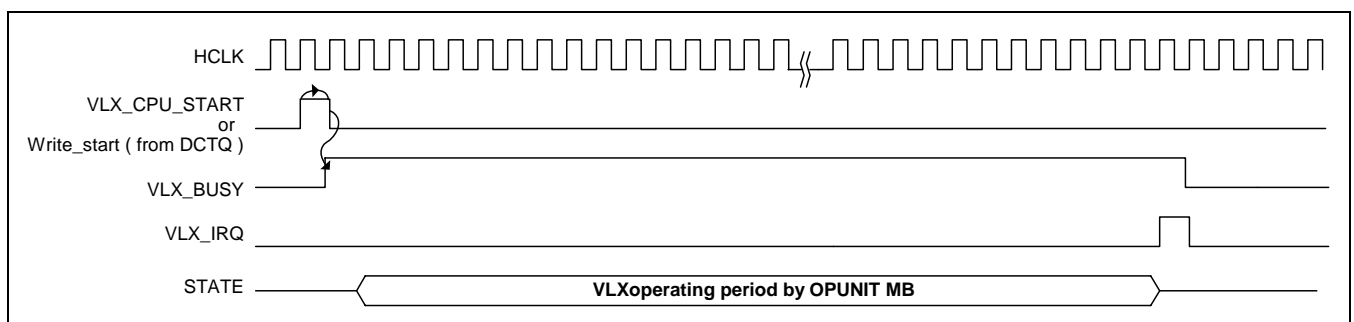 HCLK
VLX_CPU_START
or
Write_start ( from DCTQ )
VLX_BUSY
VLX_IRQ
STATE
VLXoperating period by OPUNIT MB